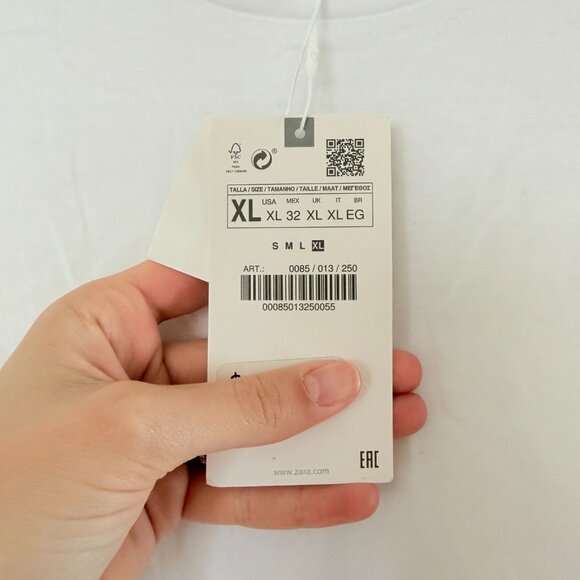 FSC
TALLA / SIZE / TAMANHO / TAILLE / MAAT / ΜΕΓΕΘΟΣ
XL USA MEX UK IT BR
XL 32 XL XL EG
S M L XL
ART.: 0085 / 013 / 250
00085013250055
www.zara.com
EAC